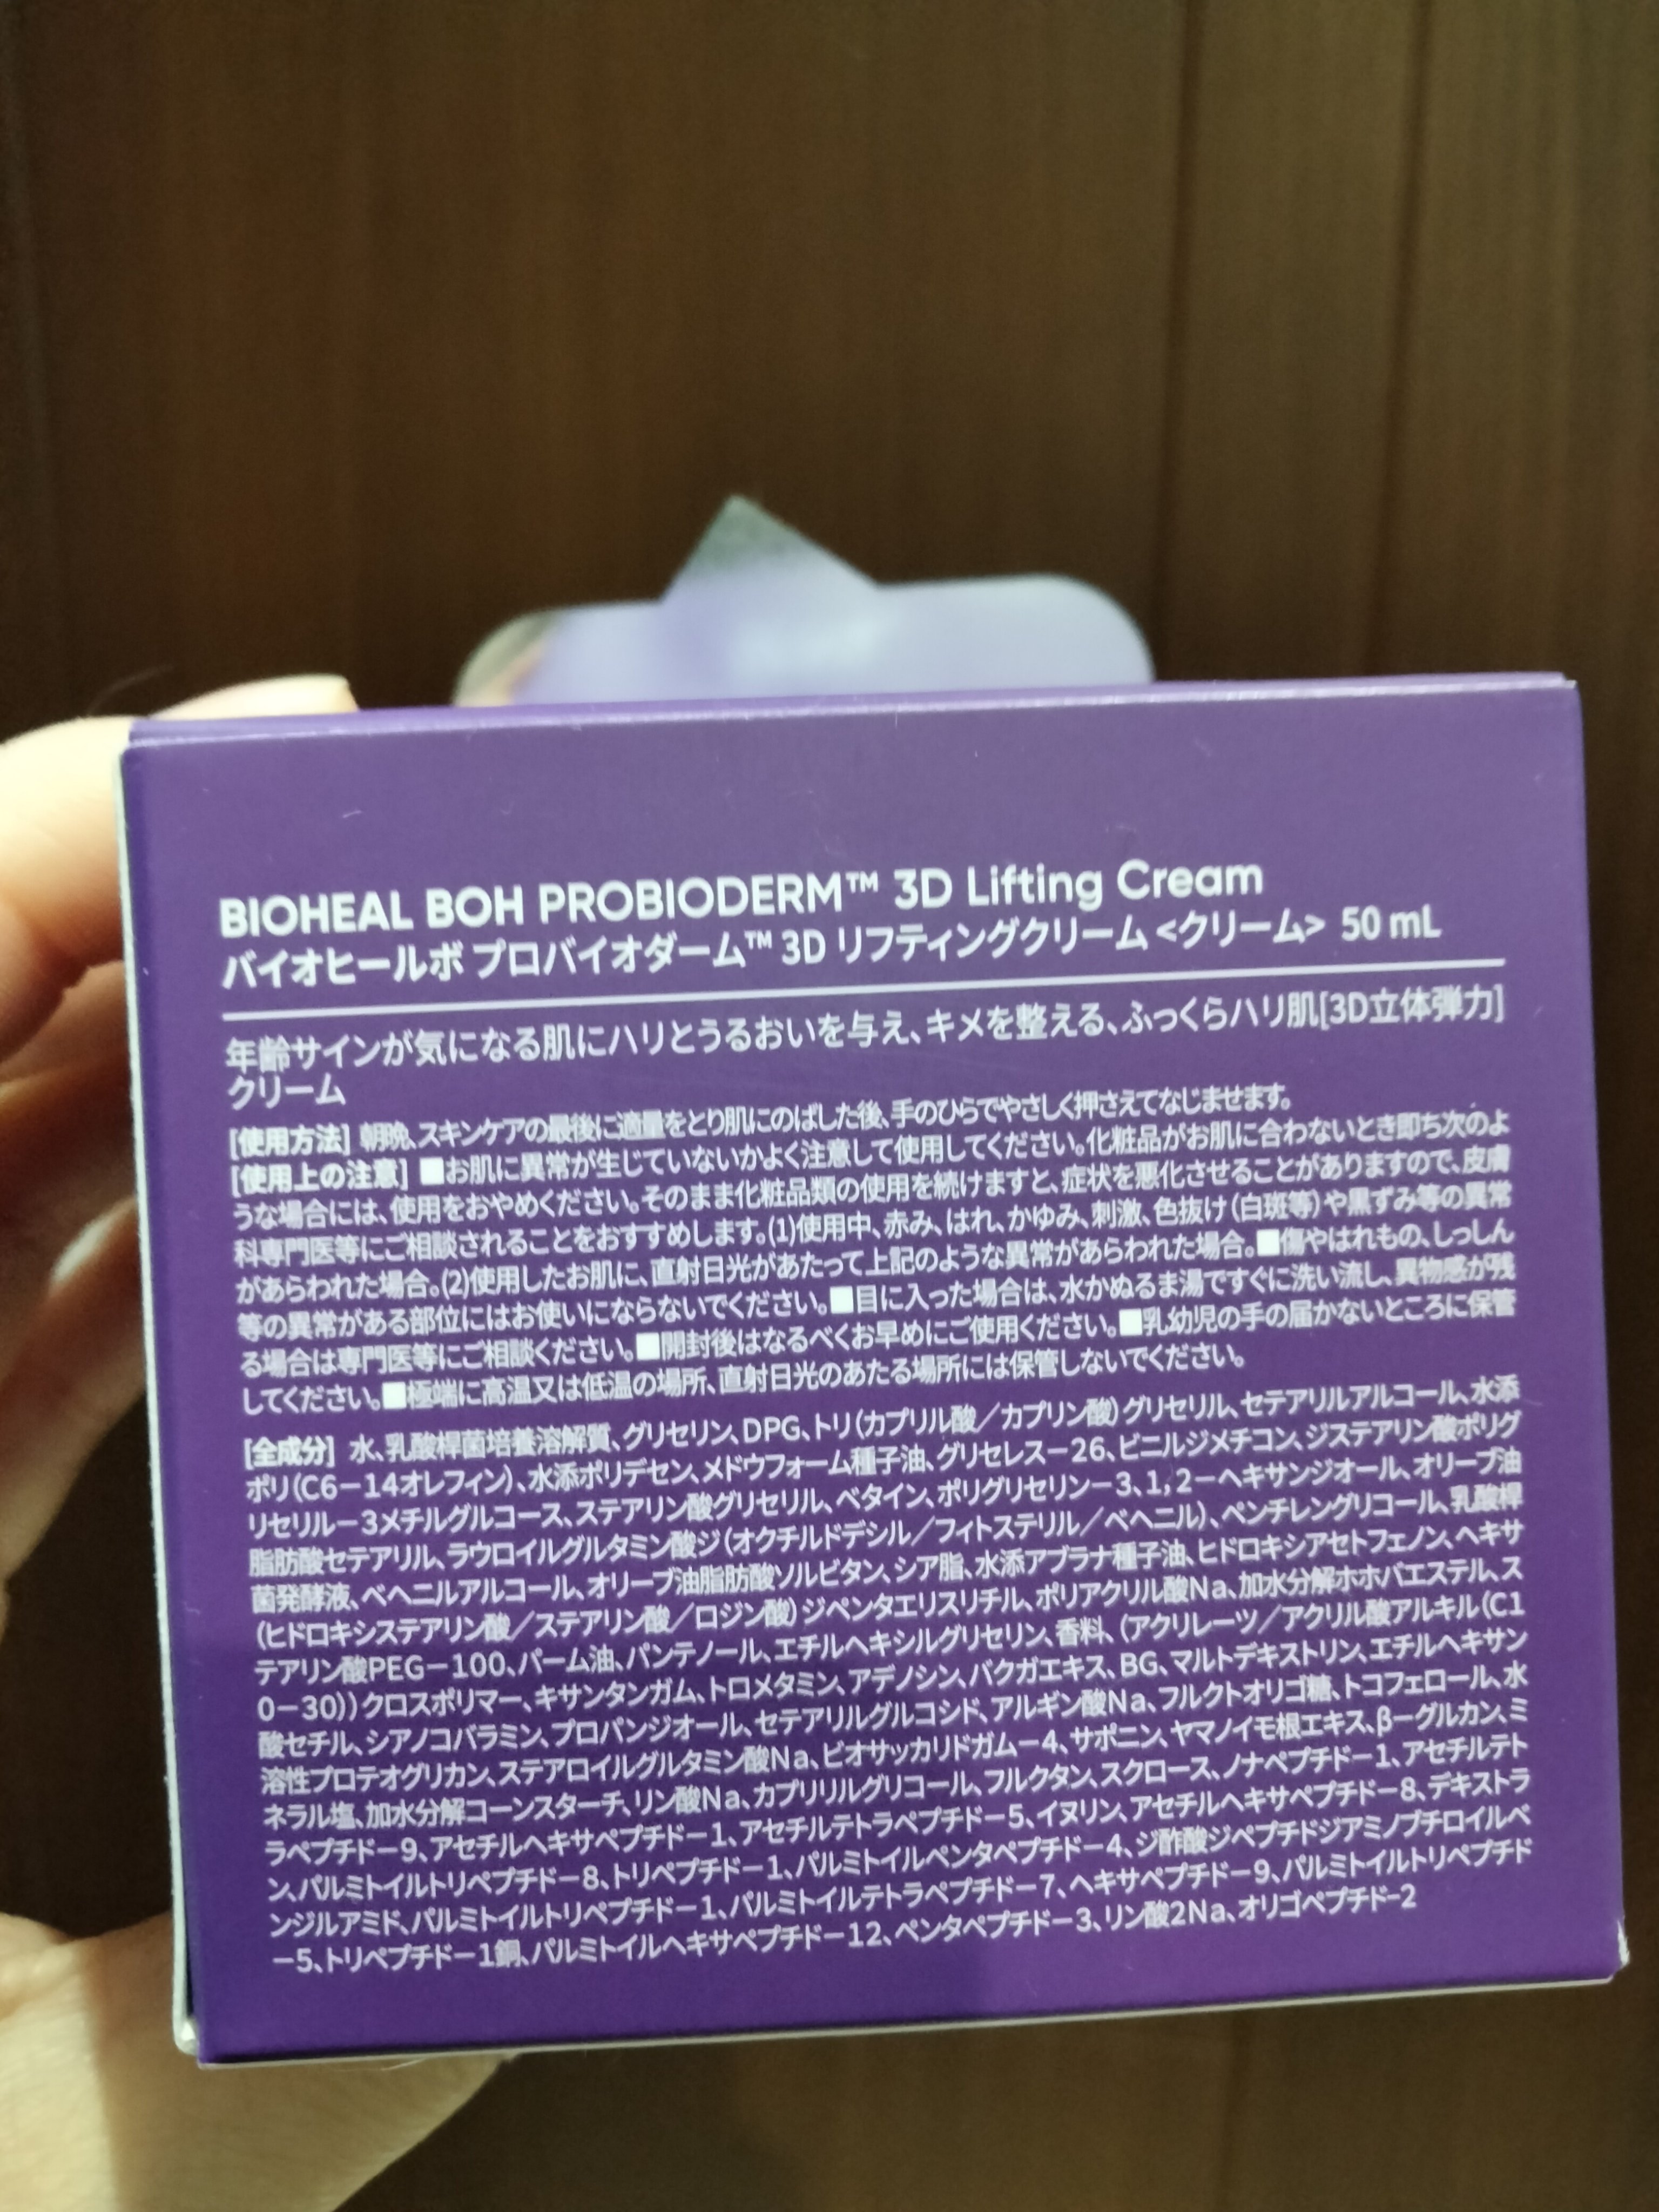 BIOHEAL BOH PROBIODERM™ 3D Lifting Cream
バイオヒールボ プロバイオダーム™ 3D リフティングクリーム <クリーム> 50 mL
年齢サインが気になる肌にハリとうるおいを与え、キメを整える、ふっくらハリ肌[3D立体弾力]
クリーム
[使用方法] 朝晩、スキンケアの最後に適量をとり肌にのばした後、手のひらでやさしく押さえてなじませます。
[使用上の注意] ■お肌に異常が生じていないかよく注意して使用してください。化粧品がお肌に合わないとき即ち次のよ
うな場合には、使用をおやめください。そのまま化粧品類の使用を続けますと、症状を悪化させることがありますので、皮膚
科専門医等にご相談されることをおすすめします。(1)使用中、赤み、はれ、かゆみ、刺激、色抜け(白斑等)や黒ずみ等の異常
があらわれた場合。(2)使用したお肌に、直射日光があたって上記のような異常があらわれた場合。■傷やはれもの、しっしん
等の異常がある部位にはお使いにならないでください。■目に入った場合は、水かぬるま湯ですぐに洗い流し、異物感が残
る場合は専門医等にご相談ください。■開封後はなるべくお早めにご使用ください。■乳幼児の手の届かないところに保管
してください。■極端に高温又は低温の場所、直射日光のあたる場所には保管しないでください。
[全成分] 水、乳酸桿菌培養溶解質、グリセリン、DPG、トリ(カプリル酸／カプリン酸)グリセリル、セテアリルアルコール、水添
ポリ(C6－14オレフィン)、水添ポリデセン、メドウフォーム種子油、グリセレス－26、ビニルジメチコン、ジステアリン酸ポリグ
リセリル－3メチルグルコース、ステアリン酸グリセリル、ベタイン、ポリグリセリン－3、1,2－ヘキサンジオール、オリーブ油
脂肪酸セテアリル、ラウロイルグルタミン酸ジ(オクチルドデシル／フィトステリル／ベヘニル)、ペンチレングリコール、乳酸桿
菌発酵液、ベヘニルアルコール、オリーブ油脂肪酸ソルビタン、シア脂、水添アブラナ種子油、ヒドロキシアセトフェノン、ヘキサ
(ヒドロキシステアリン酸／ステアリン酸／ロジン酸)ジペンタエリスリチル、ポリアクリル酸Na、加水分解ホホバエステル、ス
テアリン酸PEG－100、パーム油、パンテノール、エチルヘキシルグリセリン、香料、(アクリレーツ／アクリル酸アルキル(C1
0－30))クロスポリマー、キサンタンガム、トロメタミン、アデノシン、バクガエキス、BG、マルトデキストリン、エチルヘキサン
酸セチル、シアノコバラミン、プロパンジオール、セテアリルグルコシド、アルギン酸Na、フルクトオリゴ糖、トコフェロール、水
溶性プロテオグリカン、ステアロイルグルタミン酸Na、ビオサッカリドガム－4、サポニン、ヤマノイモ根エキス、β－グルカン、ミ
ネラル塩、加水分解コーンスターチ、リン酸Na、カプリリルグリコール、フルクタン、スクロース、ノナペプチド－1、アセチルテト
ラペプチド－9、アセチルヘキサペプチド－1、アセチルテトラペプチド－5、イヌリン、アセチルヘキサペプチド－8、デキストラ
ン、パルミトイルトリペプチド－8、トリペプチド－1、パルミトイルペンタペプチド－4、ジ酢酸ジペプチドジアミノブチロイルベ
ンジルアミド、パルミトイルトリペプチド－1、パルミトイルテトラペプチド－7、ヘキサペプチド－9、パルミトイルトリペプチド
－5、トリペプチド－1銅、パルミトイルヘキサペプチド－12、ペンタペプチド－3、リン酸2Na、オリゴペプチド－2